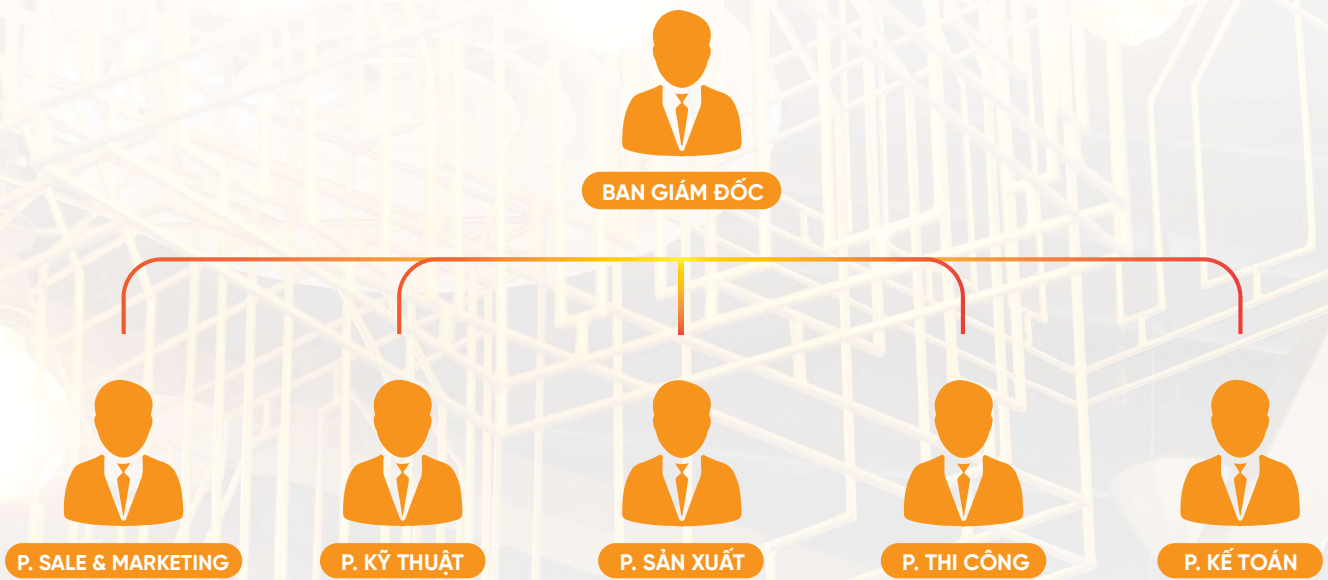 BAN GIÁM ĐỐC
P. SALE & MARKETING
P. KỸ THUẬT
P. SẢN XUẤT
P. THI CÔNG
P. KẾ TOÁN